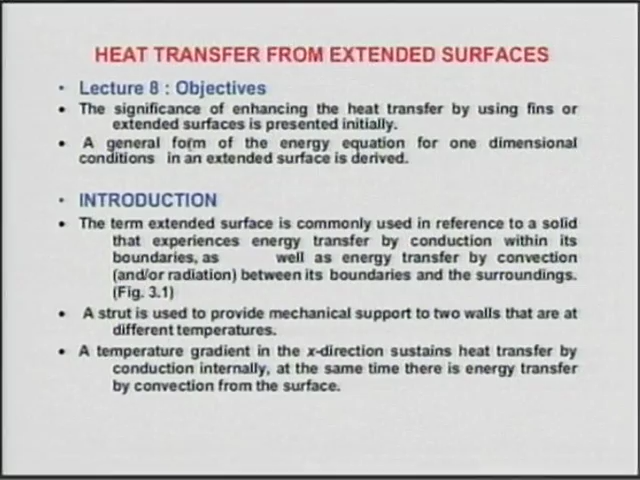 HEAT TRANSFER FROM EXTENDED SURFACES
• Lecture 8 : Objectives
• The significance of enhancing the heat transfer by using fins or
extended surfaces is presented initially.
• A general form of the energy equation for one dimensional
conditions in an extended surface is derived.
• INTRODUCTION
• The term extended surface is commonly used in reference to a solid
that experiences energy transfer by conduction within its
boundaries, as well as energy transfer by convection
(and/or radiation) between its boundaries and the surroundings.
(Fig. 3.1)
• A strut is used to provide mechanical support to two walls that are at
different temperatures.
• A temperature gradient in the x-direction sustains heat transfer by
conduction internally, at the same time there is energy transfer
by convection from the surface.